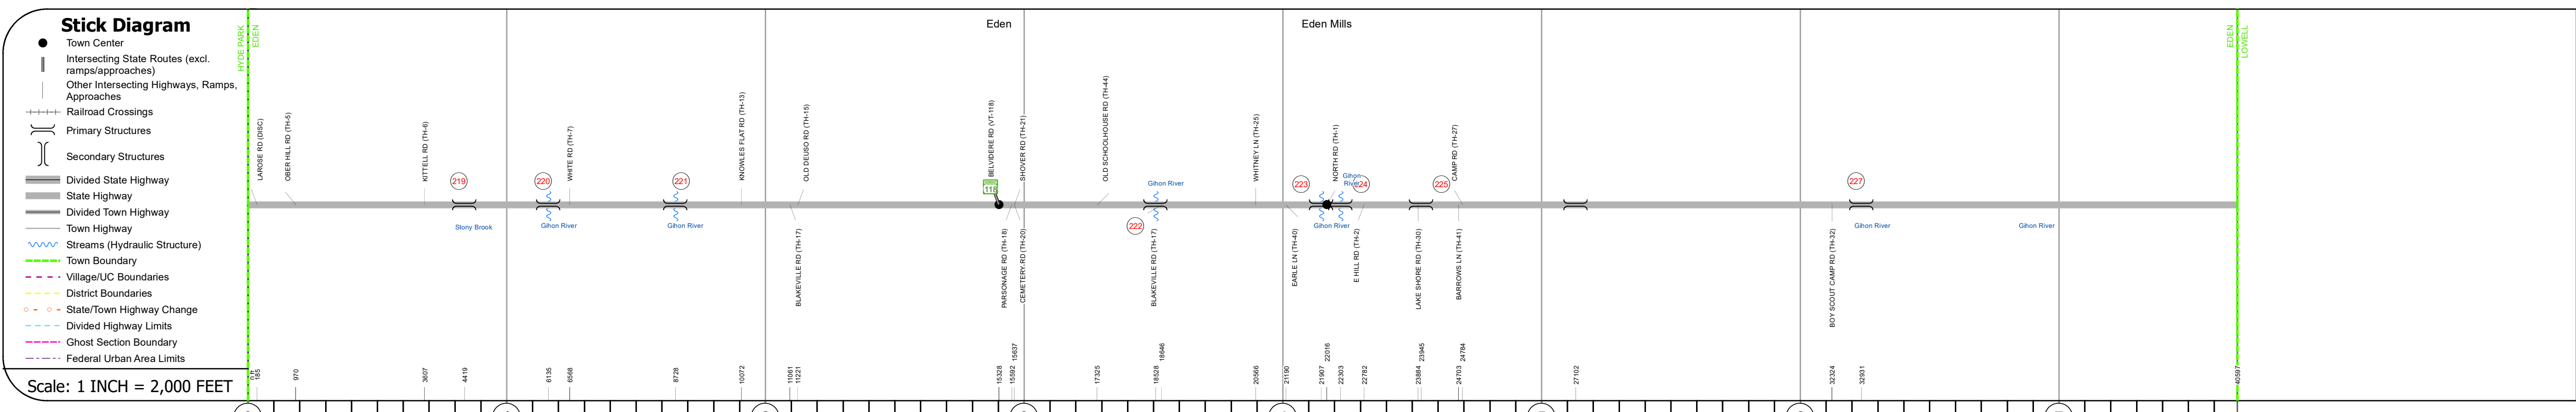 Stick Diagram
Town Center
Intersecting State Routes (excl.
ramps/approaches)
Other Intersecting Highways, Ramps,
Approaches
Railroad Crossings
Primary Structures
Secondary Structures
Divided State Highway
State Highway
Divided Town Highway
Town Highway
Streams (Hydraulic Structure)
Town Boundary
Village/UC Boundaries
District Boundaries
State/Town Highway Change
Divided Highway Limits
Ghost Section Boundary
Federal Urban Area Limits
Scale: 1 INCH = 2,000 FEET
Eden
Eden Mills
HYDE PARK
EDEN
EDEN
LOWELL
LAROSE RD (DISC)
OBER HILL RD (TH-5)
KITTELL RD (TH-6)
WHITE RD (TH-7)
KNOWLES FLAT RD (TH-13)
OLD DEUSO RD (TH-15)
BELVIDERE RD (VT-118)
SHOVER RD (TH-21)
OLD SCHOOLHOUSE RD (TH-44)
WHITNEY LN (TH-25)
NORTH RD (TH-1)
CAMP RD (TH-27)
219
220
221
118
Gihon River
223
Gihon
River
224
225
227
Stony Brook
Gihon River
Gihon River
222
Gihon River
Gihon River
Gihon River
BLAKEVILLE RD (TH-17)
PARSONAGE RD (TH-18)
CEMETERY RD (TH-20)
BLAKEVILLE RD (TH-17)
EARLE LN (TH-40)
E HILL RD (TH-2)
LAKE SHORE RD (TH-30)
BARROWS LN (TH-41)
BOY SCOUT CAMP RD (TH-32)
185
970
3607
4419
6135
6568
8728
10072
11061
11221
15328
15592
15637
17325
18528
18646
20566
21190
21907
22016
22303
22782
23884
23945
24703
24784
27102
32324
32931
40597